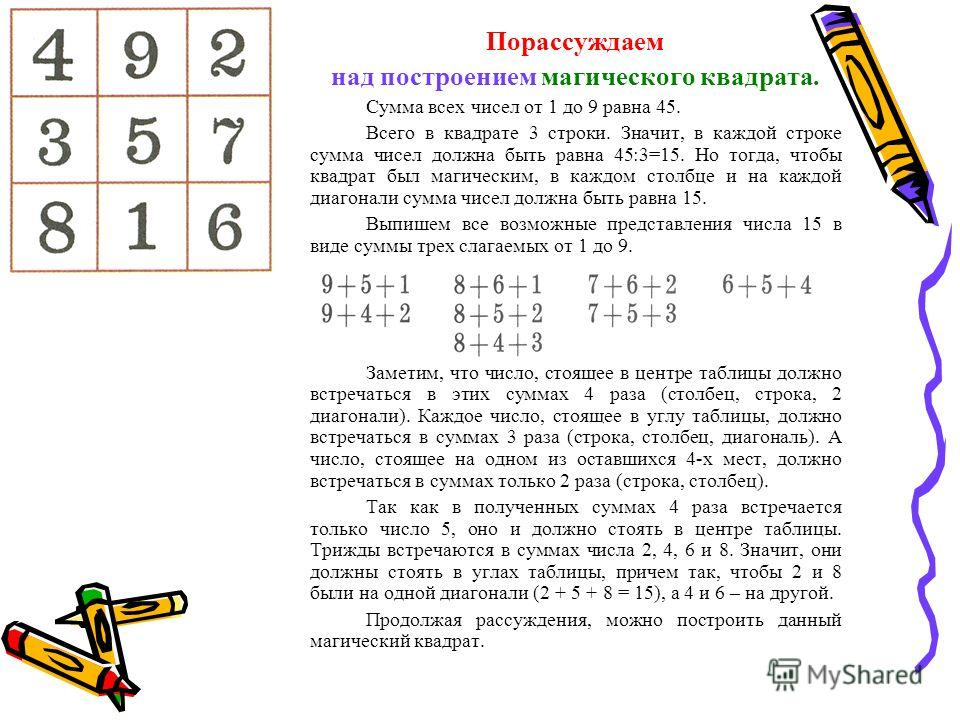 4 9 2
3 5 7
8 1 6
Порассуждаем
над построением магического квадрата.
Сумма всех чисел от 1 до 9 равна 45.
Всего в квадрате 3 строки. Значит, в каждой строке
сумма чисел должна быть равна 45:3=15. Но тогда, чтобы
квадрат был магическим, в каждом столбце и на каждой
диагонали сумма чисел должна быть равна 15.
Выпишем все возможные представления числа 15 в
виде суммы трех слагаемых от 1 до 9.
9+5+1 8+6+1 7+6+2 6+5+4
9+4+2 8+5+2 7+5+3
8+4+3
Заметим, что число, стоящее в центре таблицы должно
встречаться в этих суммах 4 раза (столбец, строка, 2
диагонали). Каждое число, стоящее в углу таблицы, должно
встречаться в суммах 3 раза (строка, столбец, диагональ). А
число, стоящее на одном из оставшихся 4-х мест, должно
встречаться в суммах только 2 раза (строка, столбец).
Так как в полученных суммах 4 раза встречается
только число 5, оно и должно стоять в центре таблицы.
Трижды встречаются в суммах числа 2, 4, 6 и 8. Значит, они
должны стоять в углах таблицы, причем так, чтобы 2 и 8
были на одной диагонали (2 + 5 + 8 = 15), а 4 и 6 – на другой.
Продолжая рассуждения, можно построить данный
магический квадрат.
MyShared